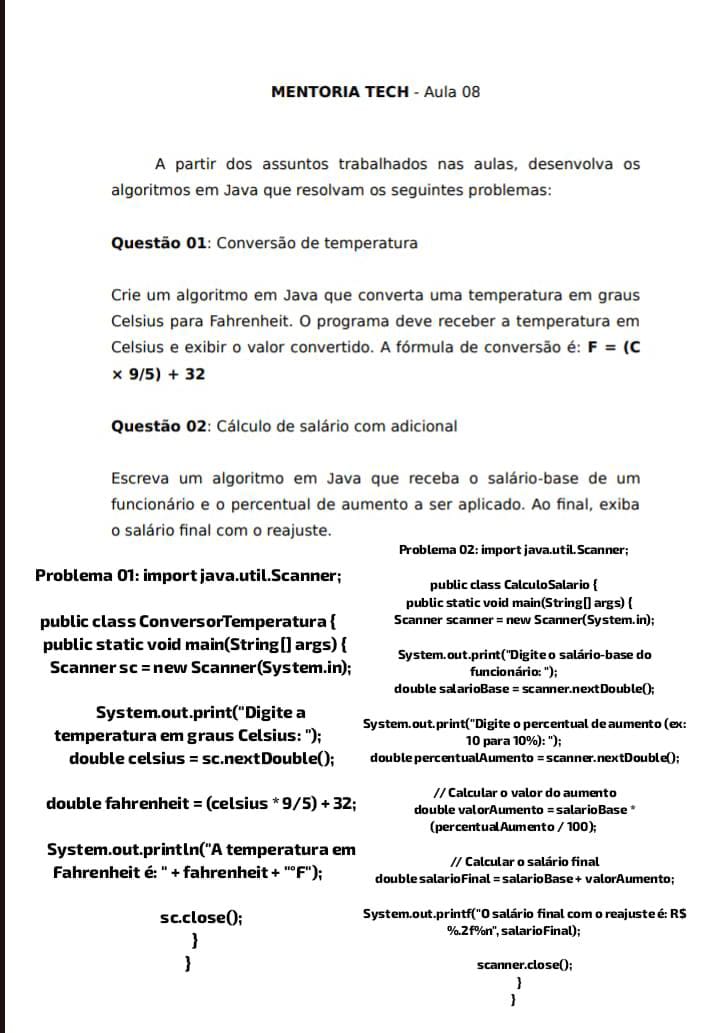 MENTORIA TECH - Aula 08
A partir dos assuntos trabalhados nas aulas, desenvolva os
algoritmos em Java que resolvam os seguintes problemas:
Questão 01: Conversão de temperatura
Crie um algoritmo em Java que converta uma temperatura em graus
Celsius para Fahrenheit. O programa deve receber a temperatura em
Celsius e exibir o valor convertido. A fórmula de conversão é: F = (C
× 9/5) + 32
Questão 02: Cálculo de salário com adicional
Escreva um algoritmo em Java que receba o salário-base de um
funcionário e o percentual de aumento a ser aplicado. Ao final, exiba
o salário final com o reajuste.
Problema 01: import java.util.Scanner;
public class ConversorTemperatura {
public static void main(String[] args) {
Scanner sc = new Scanner(System.in);
System.out.print("Digite a
temperatura em graus Celsius: ");
double celsius = sc.nextDouble();
double fahrenheit = (celsius * 9/5) + 32;
System.out.println("A temperatura em
Fahrenheit é: " + fahrenheit + "°F");
sc.close();
}
}
Problema 02: import java.util.Scanner;
public class CalculoSalario {
public static void main(String[] args) {
Scanner scanner = new Scanner(System.in);
System.out.print("Digite o salário-base do
funcionário: ");
double salarioBase = scanner.nextDouble();
System.out.print("Digite o percentual de aumento (ex:
10 para 10%): ");
double percentualAumento = scanner.nextDouble();
// Calcular o valor do aumento
double valorAumento = salarioBase *
(percentualAumento / 100);
// Calcular o salário final
double salarioFinal = salarioBase + valorAumento;
System.out.printf("O salário final com o reajuste é: R$
%.2f%n", salarioFinal);
scanner.close();
}
}